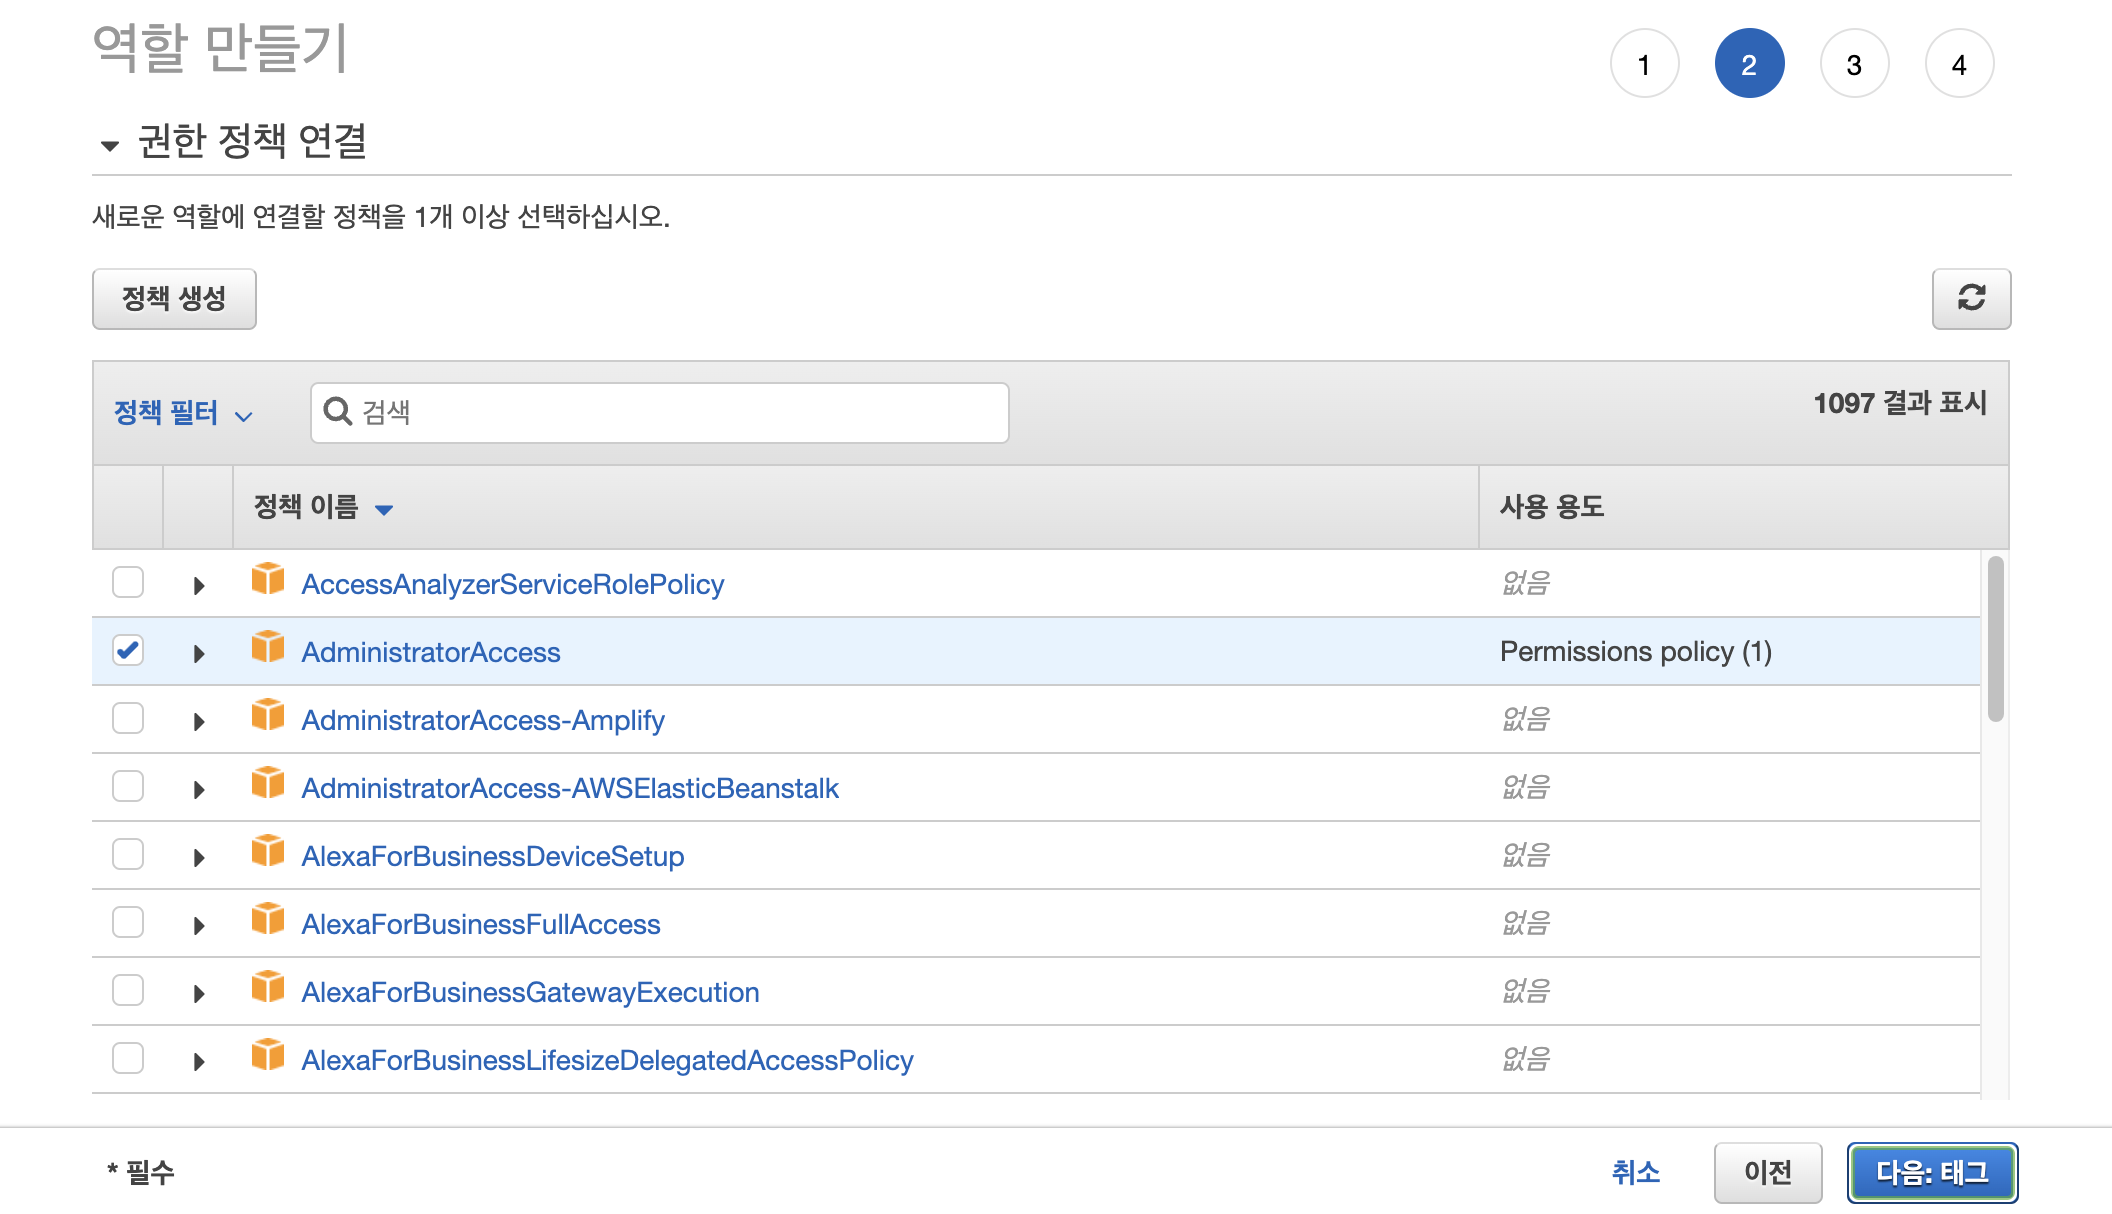 역할 만들기
1 2 3 4
권한 정책 연결
새로운 역할에 연결할 정책을 1개 이상 선택하십시오.
정책 생성
정책 필터 검색 1097 결과 표시
정책 이름 사용 용도
AccessAnalyzerServiceRolePolicy 없음
AdministratorAccess Permissions policy (1)
AdministratorAccess-Amplify 없음
AdministratorAccess-AWSElasticBeanstalk 없음
AlexaForBusinessDeviceSetup 없음
AlexaForBusinessFullAccess 없음
AlexaForBusinessGatewayExecution 없음
AlexaForBusinessLifesizeDelegatedAccessPolicy 없음
* 필수 취소 이전 다음: 태그